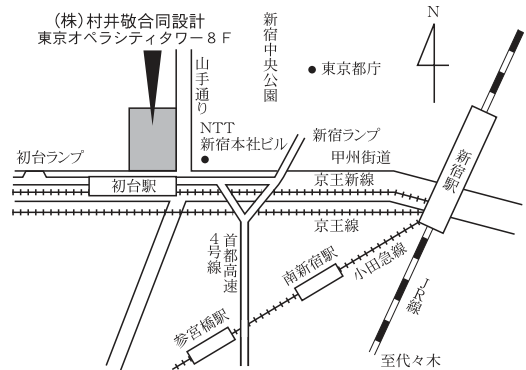 (株)村井敬合同設計
東京オペラシティタワー8F
山手通り
新宿中央公園
東京都庁
N
NTT
新宿本社ビル
新宿ランプ
初台ランプ
甲州街道
新宿駅
初台駅
京王新線
京王線
首都高速
4号線
南新宿駅
小田急線
JR線
参宮橋駅
至代々木